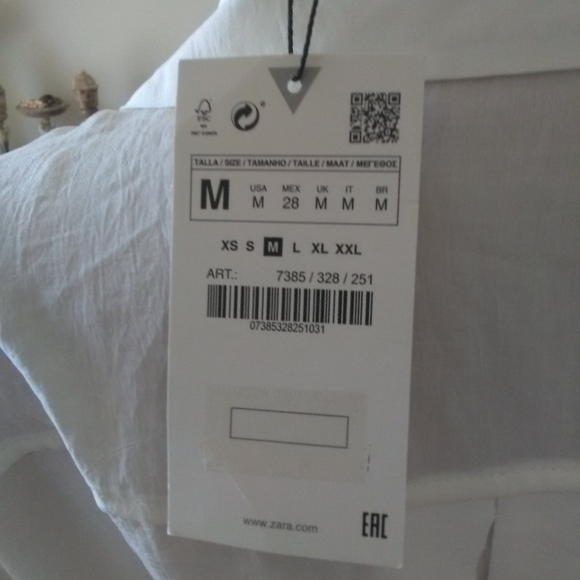 FSC
TALLA / SIZE / TAMANHO / TAILLE / MAAT / ΜΕΓΕΘΟΣ
M USA MEX UK IT BR
M 28 M M M
XS S M L XL XXL
ART.: 7385 / 328 / 251
07385328251031
www.zara.com
EAC